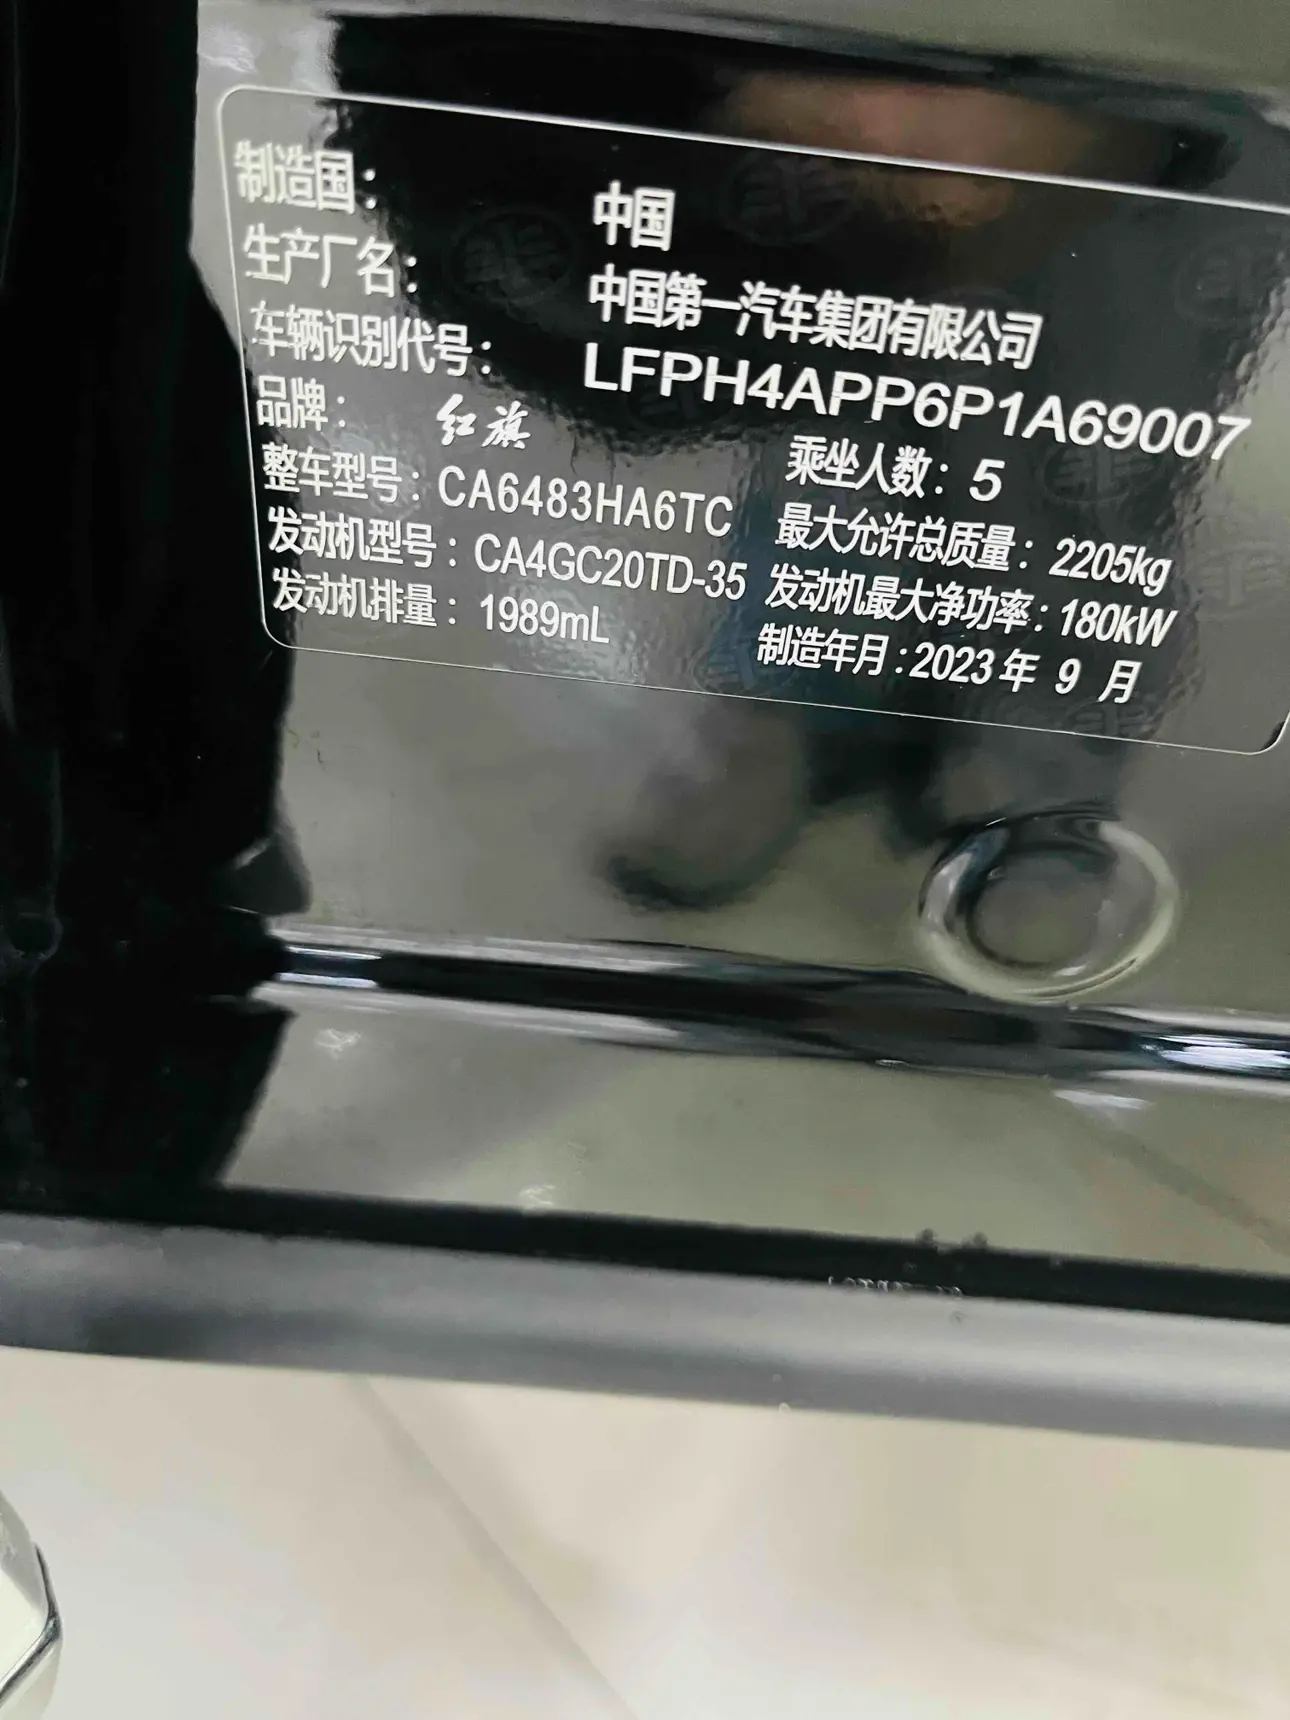 制造国： 中国
生产厂名： 中国第一汽车集团有限公司
车辆识别代号： LFPH4APP6P1A69007
品牌： 红旗 乘坐人数：5
整车型号：CA6483HA6TC 最大允许总质量：2205kg
发动机型号：CA4GC20TD-35 发动机最大净功率：180kW
发动机排量：1989mL 制造年月：2023年 9 月